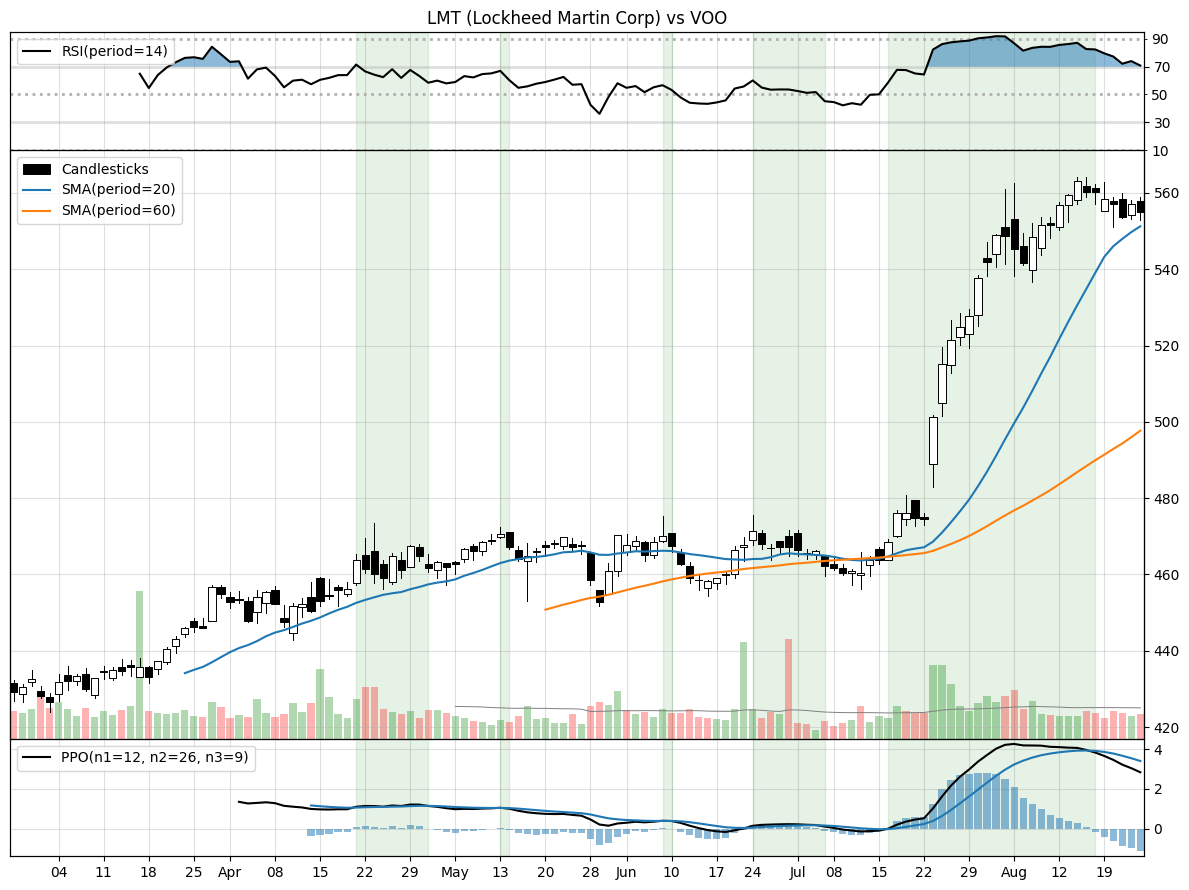 LMT (Lockheed Martin Corp) vs VOO
RSI(period=14)
90
70
50
30
10
Candlesticks
SMA(period=20)
SMA(period=60)
560
540
520
500
480
460
440
420
PPO(n1=12, n2=26, n3=9)
4
2
0
04 11 18 25 Apr 08 15 22 29 May 13 20 28 Jun 10 17 24 Jul 08 15 22 29 Aug 12 19